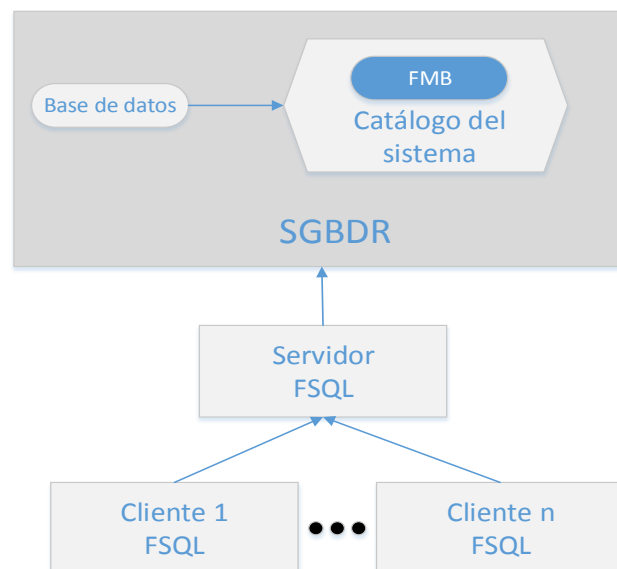 FMB
Base de datos
Catálogo del
sistema
SGBDR
Servidor
FSQL
Cliente 1
FSQL
Cliente n
FSQL